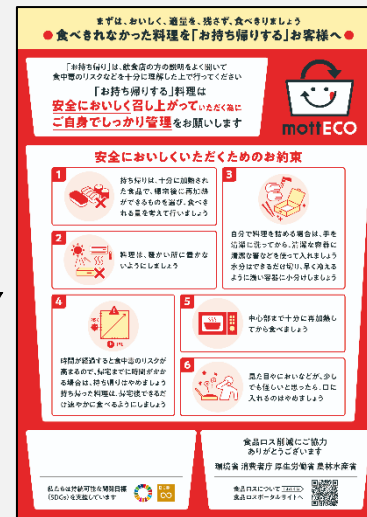 まずは、おいしく、適量を、残さず、食べきりましょう
●食べきれなかった料理を「お持ち帰りする」お客様へ●
「お持ち帰り」は、飲食店の方の説明をよく聞いて
食中毒のリスクなどを十分に理解した上で行ってください
「お持ち帰りする」料理は
安全においしく召し上がっていただく為に
ご自身でしっかり管理をお願いします
mottECO
安全においしくいただくためのお約束
1
持ち帰りは、十分に加熱され
た食品で、帰宅後に再加熱
ができるものを選び、食べき
れる量を考えて行いましょう
2
料理は、暖かい所に置かな
いようにしましょう
3
自分で料理を詰める場合は、手を
清潔に洗ってから、清潔な容器に
清潔な箸などを使って入れましょう
水分はできるだけ切り、早く冷える
ように浅い容器に小分けしましょう
4
時間が経過すると食中毒のリスクが
高まるので、帰宅までに時間がかか
る場合は、持ち帰りはやめましょう
持ち帰った料理は、帰宅後できるだ
け速やかに食べるようにしましょう
5
中心部まで十分に再加熱し
てから食べましょう
6
見た目やにおいなどが、少し
でも怪しいと思ったら、口に
入れるのはやめましょう
私たちは持続可能な開発目標
(SDGs)を支援しています
食品ロス削減にご協力
ありがとうございます
環境省 消費者庁 厚生労働省 農林水産省
食品ロスについて
食品ロスポータルサイトへ